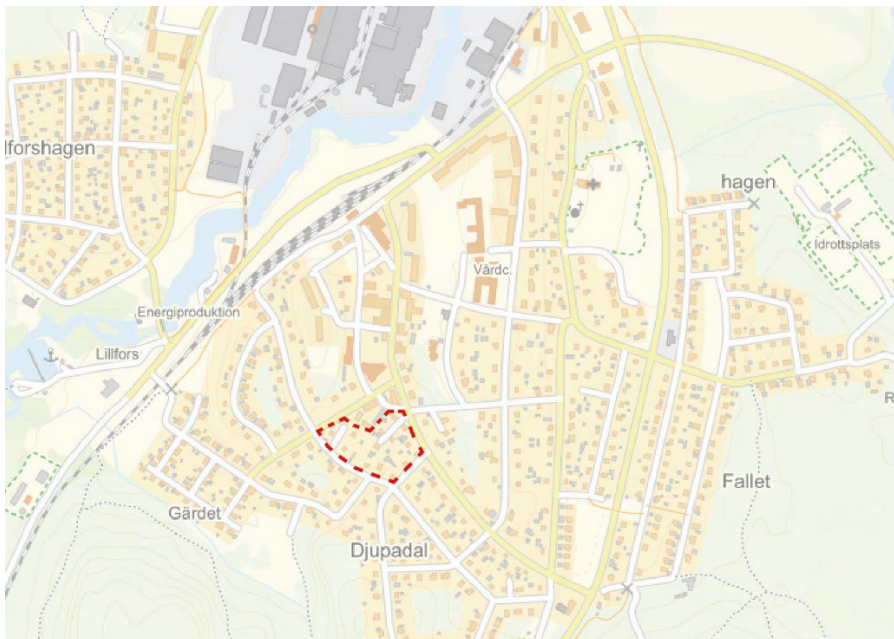 lforshagen
hagen
Idrottsplats
Vårdc.
Energiproduktion
Lillfors
R
Fallet
Gärdet
Djupadal